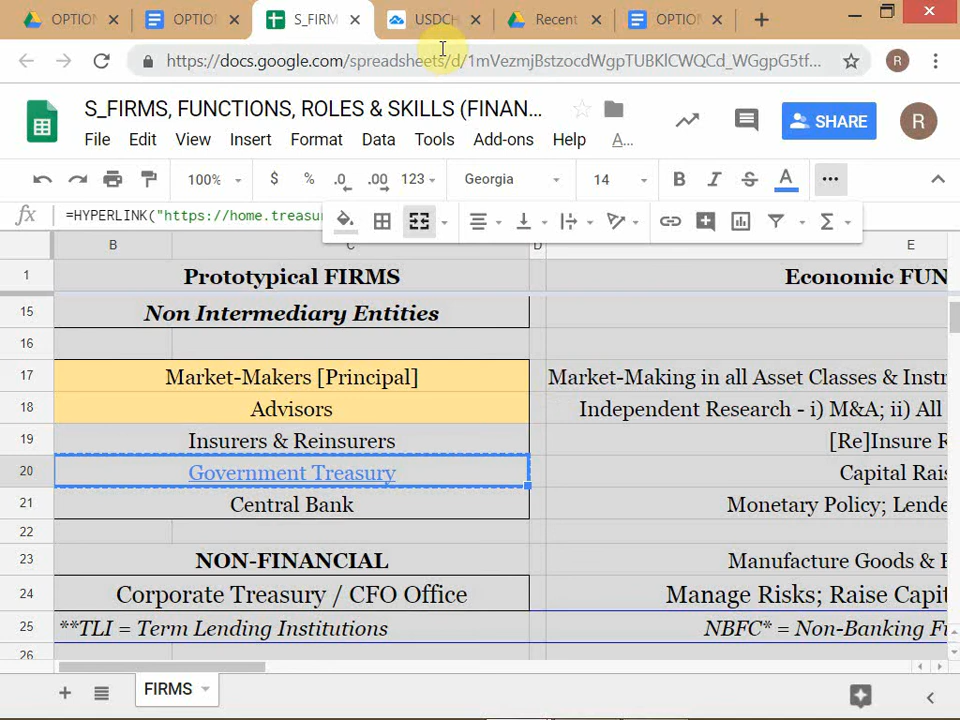 OPTION
OPTION
S_FIRM
USDCH
Recent
OPTION
https://docs.google.com/spreadsheets/d/1mVezmjBstzocdWgpTUBKlCWQCd_WGgpG5tf...
R
S_FIRMS, FUNCTIONS, ROLES & SKILLS (FINAN...
File Edit View Insert Format Data Tools Add-ons Help A...
SHARE
R
100% $ % .0 .00 123 Georgia 14 B I S A
fx =HYPERLINK("https://home.treasu
B C D E
1 Prototypical FIRMS Economic FUN
15 Non Intermediary Entities
16
17 Market-Makers [Principal] Market-Making in all Asset Classes & Instr
18 Advisors Independent Research - i) M&A; ii) All
19 Insurers & Reinsurers [Re]Insure R
20 Government Treasury Capital Rais
21 Central Bank Monetary Policy; Lende
22
23 NON-FINANCIAL Manufacture Goods &
24 Corporate Treasury / CFO Office Manage Risks; Raise Capit
25 **TLI = Term Lending Institutions NBFC* = Non-Banking Fu
26
FIRMS